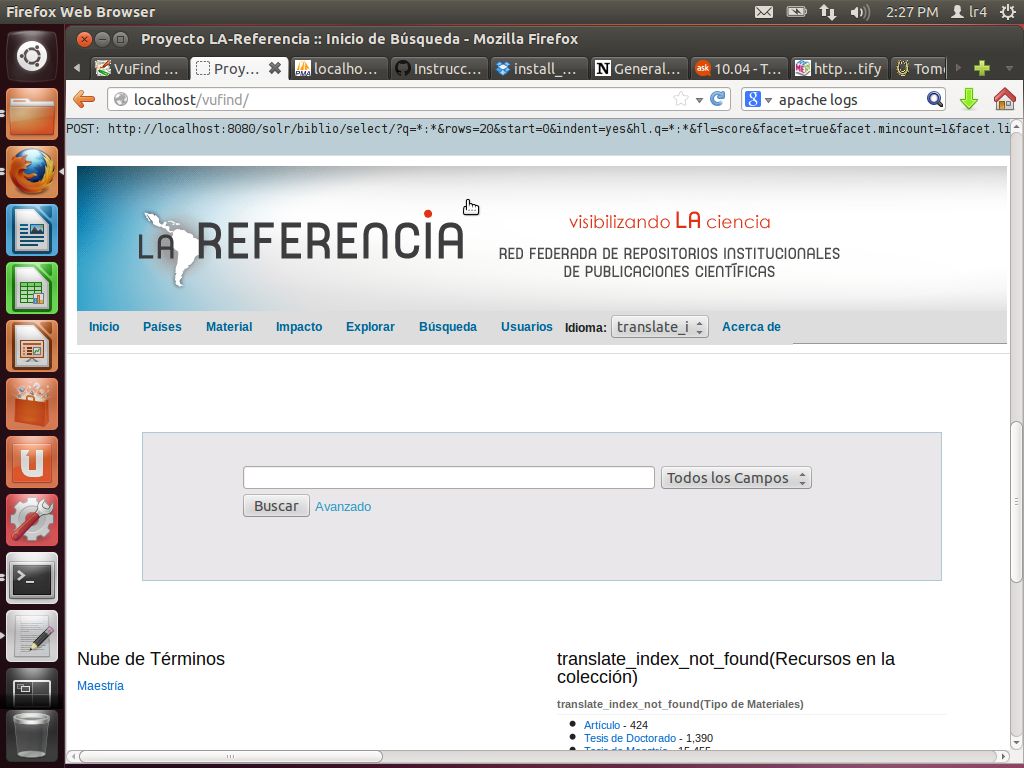 Firefox Web Browser
2:27 PM
lr4
Proyecto LA-Referencia :: Inicio de Búsqueda - Mozilla Firefox
VuFind ...
Proy...
localho...
Instrucc...
install_...
General...
10.04 - T...
http...tify
Tom
localhost/vufind/
apache logs
POST: http://localhost:8080/solr/biblio/select/?q=*:*&rows=20&start=0&indent=yes&hl.q=*:*&fl=score&facet=true&facet.mincount=1&facet.li
LA REFERENCIA
visibilizando LA ciencia
RED FEDERADA DE REPOSITORIOS INSTITUCIONALES
DE PUBLICACIONES CIENTÍFICAS
Inicio Países Material Impacto Explorar Búsqueda Usuarios Idioma: translate_i Acerca de
Todos los Campos
Buscar Avanzado
Nube de Términos
Maestría
translate_index_not_found(Recursos en la
colección)
translate_index_not_found(Tipo de Materiales)
Artículo - 424
Tesis de Doctorado - 1,390
Tesis de Maestría - 15,455